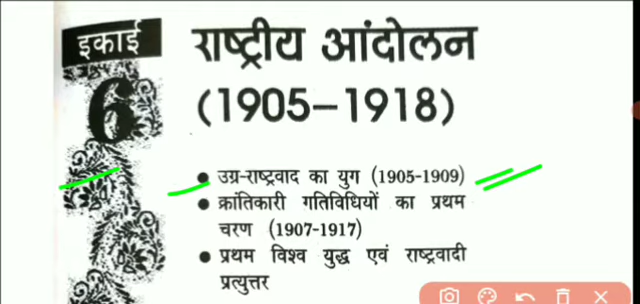 इकाई
6
राष्ट्रीय आंदोलन
(1905–1918)
● उग्र-राष्ट्रवाद का युग (1905-1909)
● क्रांतिकारी गतिविधियों का प्रथम
चरण (1907-1917)
● प्रथम विश्व युद्ध एवं राष्ट्रवादी
प्रत्युत्तर